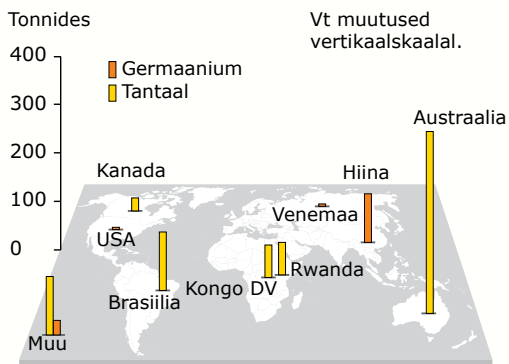 Tonnides
Vt muutused
vertikaalskaalal.
400
300
200
100
0
Germaanium
Tantaal
Austraalia
Kanada
Hiina
Venemaa
USA
Rwanda
Kongo DV
Brasiilia
Muu